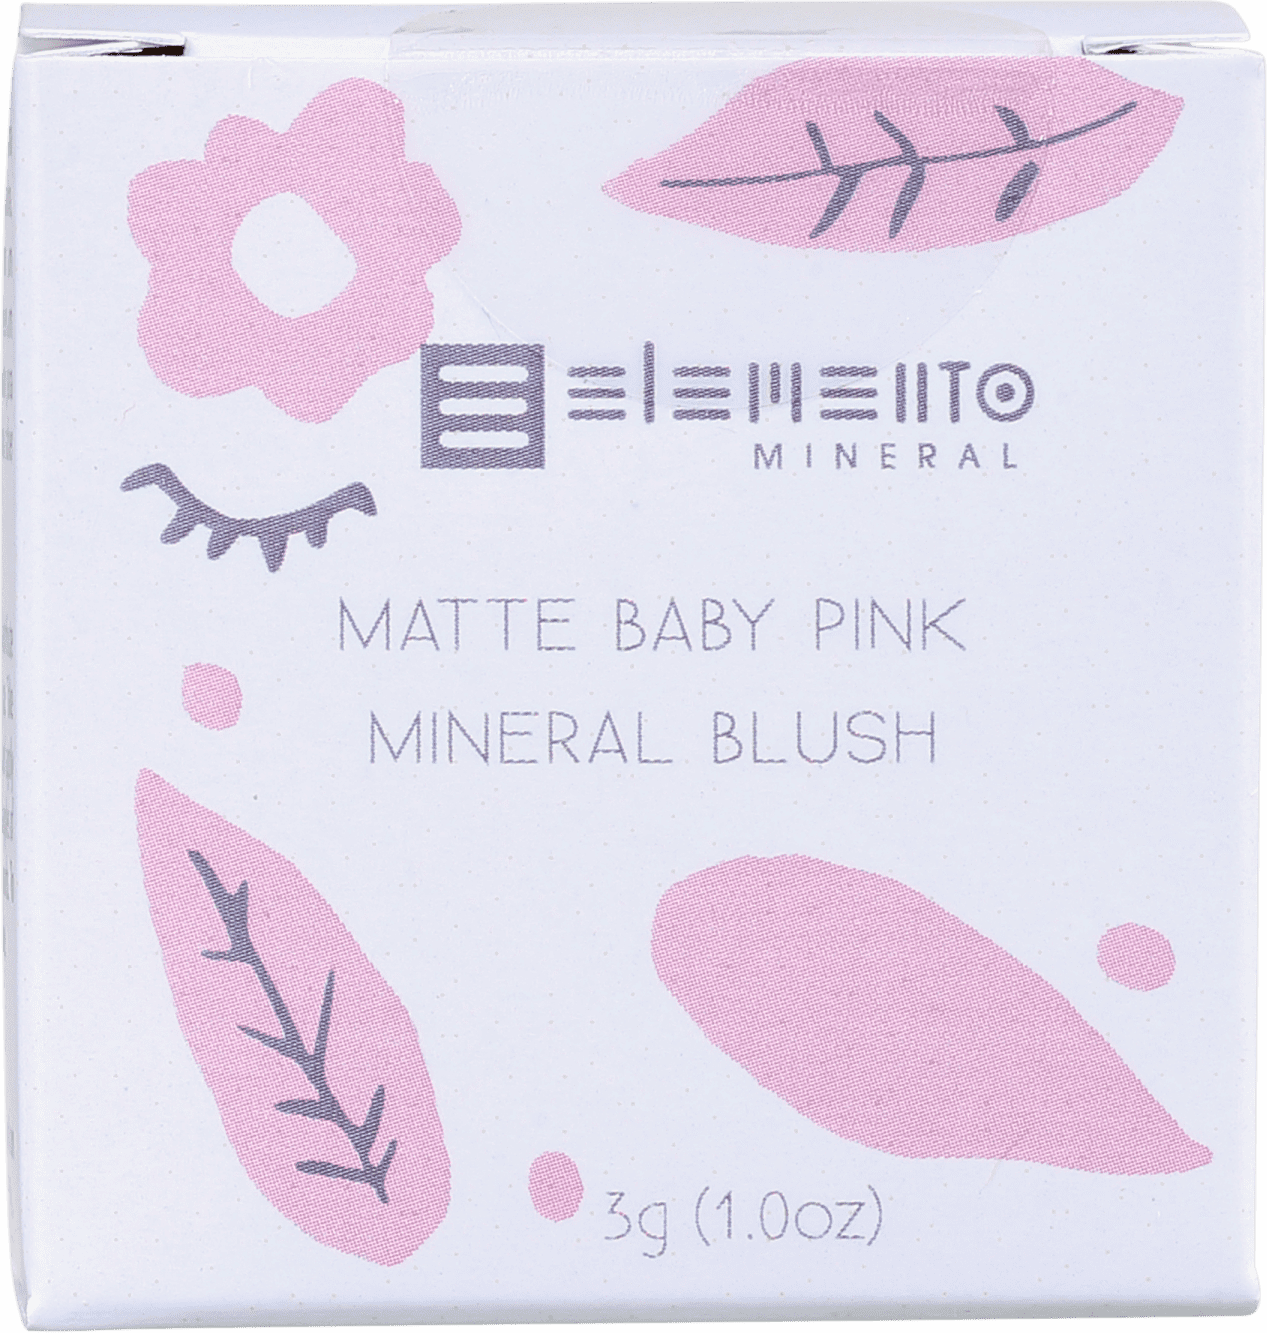 elemento
MINERAL
MATTE BABY PINK
MINERAL BLUSH
3g (1.0oz)